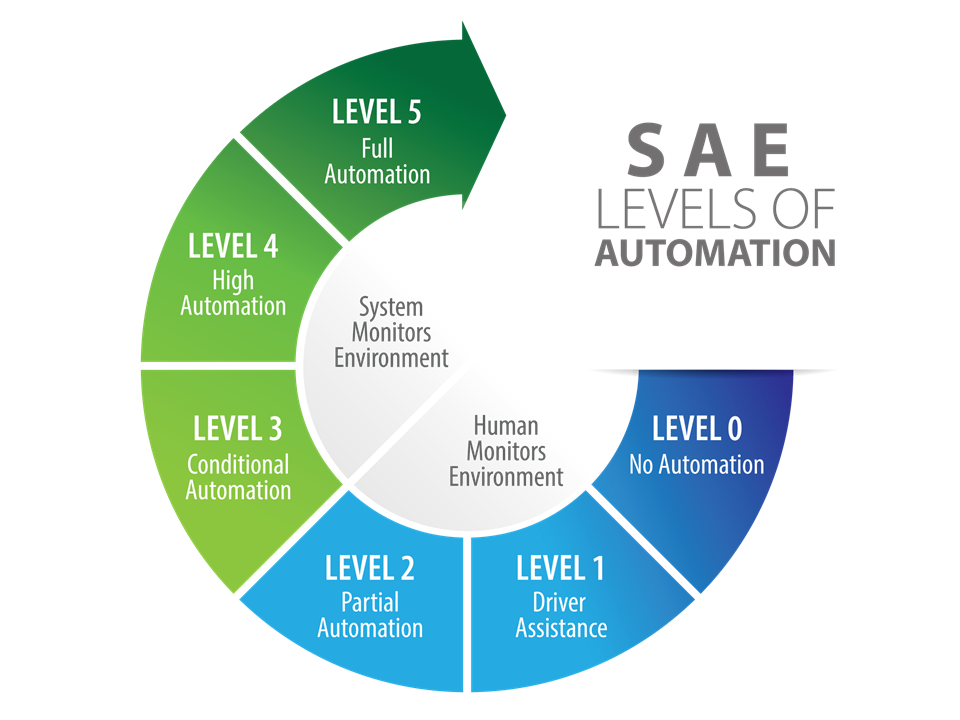 SAE
LEVELS OF
AUTOMATION
LEVEL 0
No Automation
LEVEL 1
Driver
Assistance
LEVEL 2
Partial
Automation
LEVEL 3
Conditional
Automation
LEVEL 4
High
Automation
LEVEL 5
Full
Automation
Human
Monitors
Environment
System
Monitors
Environment